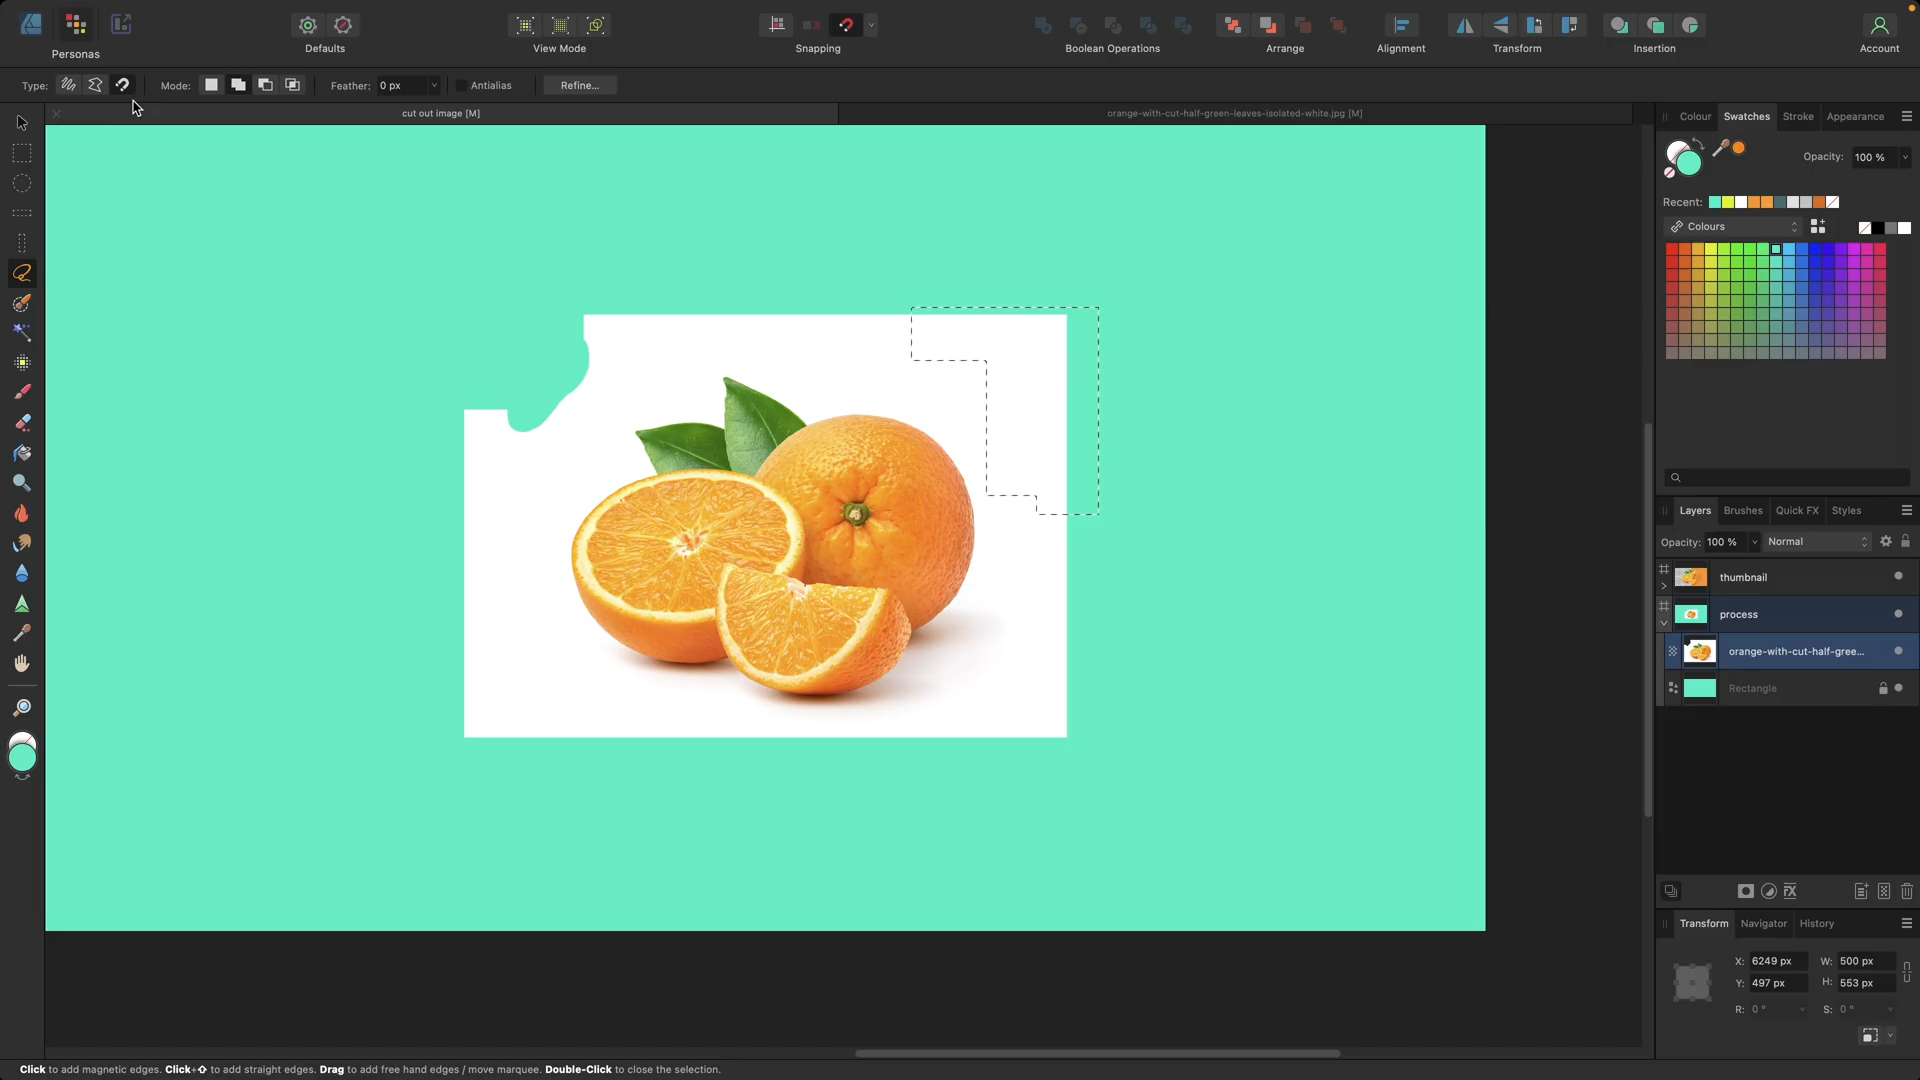 Personas
Defaults
View Mode
Snapping
Boolean Operations
Arrange
Alignment
Transform
Insertion
Account
Type:
Mode:
Feather: 0 px
Antialias
Refine...
cut out image [M]
orange-with-cut-half-green-leaves-isolated-white.jpg [M]
Colour Swatches Stroke Appearance
Opacity: 100 %
Recent:
Colours
Layers Brushes Quick FX Styles
Opacity: 100 % Normal
thumbnail
process
orange-with-cut-half-gree...
Rectangle
FX
Transform Navigator History
X: 6249 px W: 500 px
Y: 497 px H: 553 px
R: 0 ° S: 0 °
Click to add magnetic edges. Click+⇧ to add straight edges. Drag to add free hand edges / move marquee. Double-Click to close the selection.